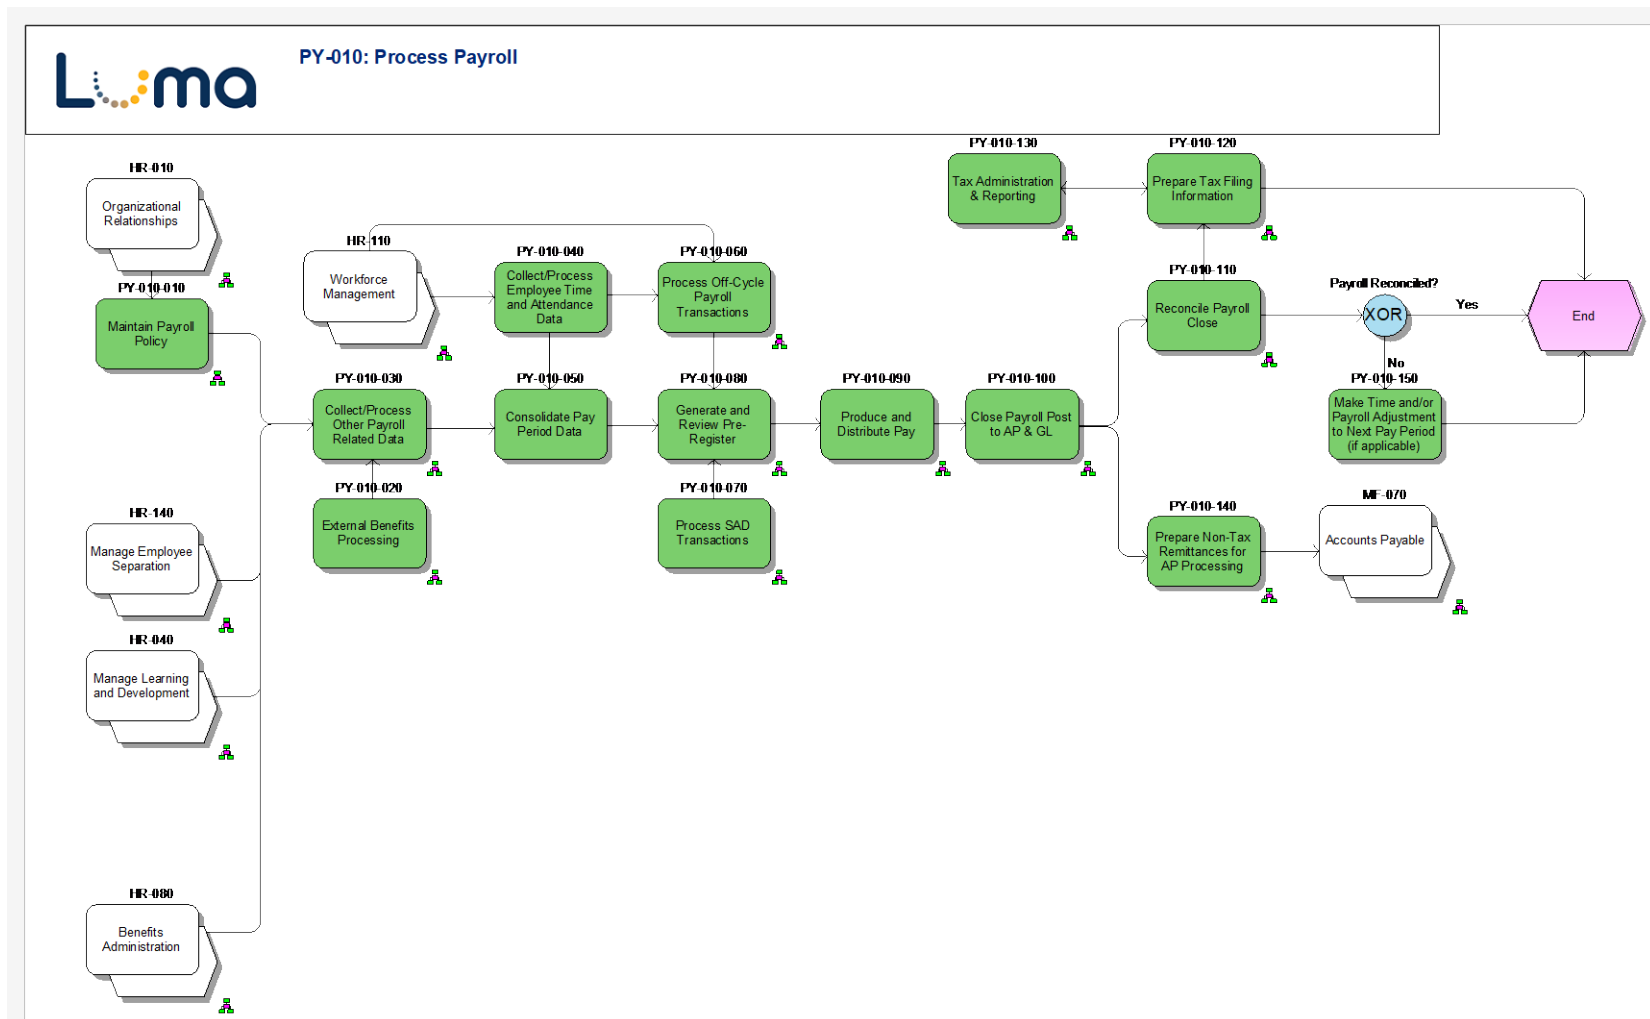 Luma
PY-010: Process Payroll
PY-010-130
Tax Administration
& Reporting
PY-010-120
Prepare Tax Filing
Information
HR-010
Organizational
Relationships
HR-110
Workforce
Management
PY-010-040
Collect/Process
Employee Time
and Attendance
Data
PY-010-060
Process Off-Cycle
Payroll
Transactions
PY-010-110
Reconcile Payroll
Close
Payroll Reconciled?
XOR
Yes
No
End
PY-010-010
Maintain Payroll
Policy
PY-010-030
Collect/Process
Other Payroll
Related Data
PY-010-050
Consolidate Pay
Period Data
PY-010-080
Generate and
Review Pre-
Register
PY-010-090
Produce and
Distribute Pay
PY-010-100
Close Payroll Post
to AP & GL
PY-010-150
Make Time and/or
Payroll Adjustment
to Next Pay Period
(if applicable)
PY-010-020
External Benefits
Processing
PY-010-070
Process SAD
Transactions
PY-010-140
Prepare Non-Tax
Remittances for
AP Processing
MF-070
Accounts Payable
HR-140
Manage Employee
Separation
HR-040
Manage Learning
and Development
HR-080
Benefits
Administration